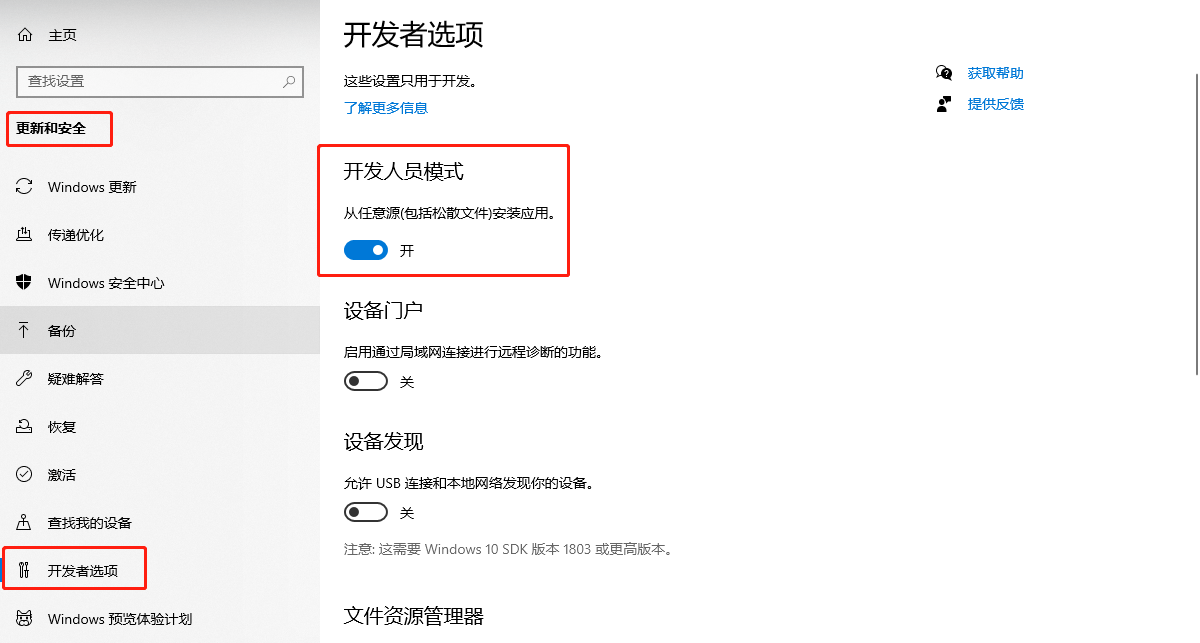 主页
查找设置
更新和安全
Windows 更新
传递优化
Windows 安全中心
备份
疑难解答
恢复
激活
查找我的设备
开发者选项
Windows 预览体验计划
开发者选项
这些设置只用于开发。
了解更多信息
开发人员模式
从任意源(包括松散文件)安装应用。
开
设备门户
启用通过局域网连接进行远程诊断的功能。
关
设备发现
允许 USB 连接和本地网络发现你的设备。
关
注意: 这需要 Windows 10 SDK 版本 1803 或更高版本。
文件资源管理器
获取帮助
提供反馈